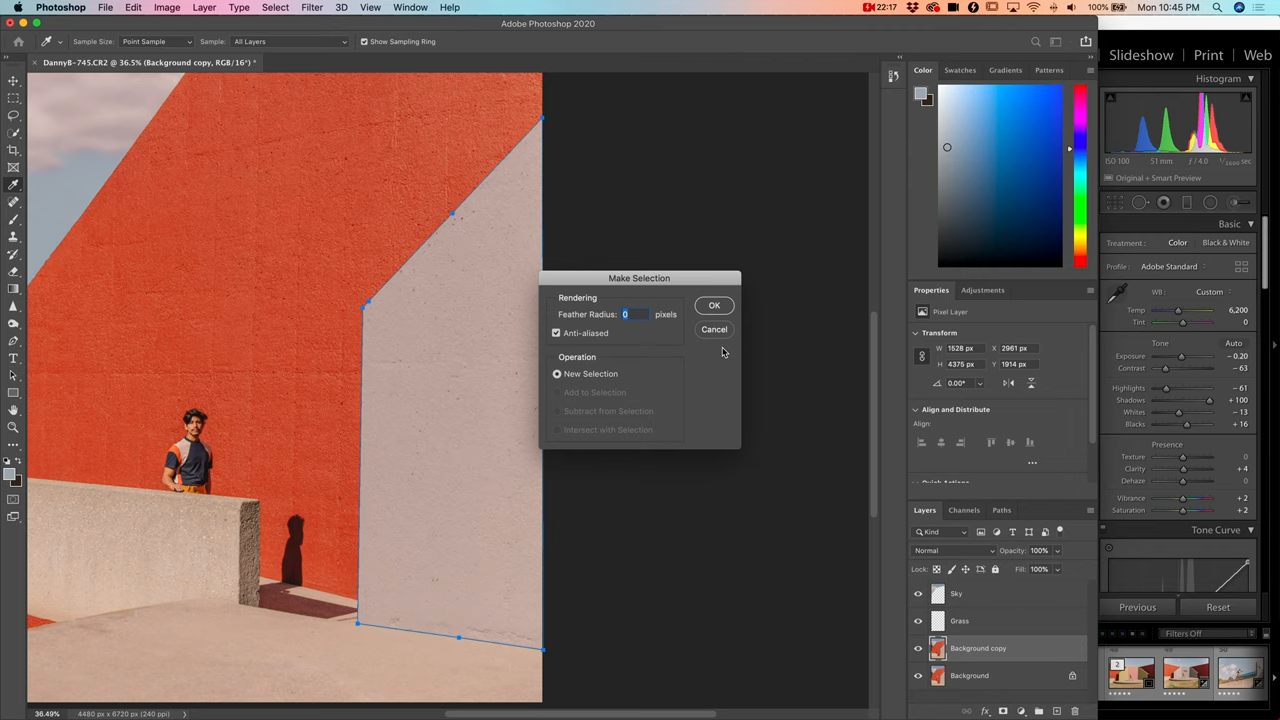 Photoshop File Edit Image Layer Type Select Filter 3D View Window Help 22:17 100% Mon 10:45 PM
Adobe Photoshop 2020
Sample Size: Point Sample Sample: All Layers Show Sampling Ring
Slideshow Print Web
DannyB-745.CR2 @ 36.5% (Background copy, RGB/16*) *
Color Swatches Gradients Patterns
Histogram
ISO 100 51 mm ƒ / 4.0 sec
Original + Smart Preview
Basic
Treatment: Color Black & White
Profile: Adobe Standard
WB: Custom
Temp 6,200
Tint 0
Tone Auto
Exposure - 0.20
Contrast - 63
Highlights - 61
Shadows + 100
Whites - 13
Blacks + 16
Presence
Texture 0
Clarity + 4
Dehaze 0
Vibrance + 2
Saturation + 2
Tone Curve
Previous Reset
Filters Off
Make Selection
Rendering
Feather Radius: 0 pixels
Anti-aliased
OK
Cancel
Operation
New Selection
Add to Selection
Subtract from Selection
Intersect with Selection
Properties Adjustments
Pixel Layer
Transform
W 1528 px X 2961 px
H 4375 px Y 1914 px
0.00°
Align and Distribute
Align:
Layers Channels Paths
Kind
Normal Opacity: 100%
Lock: Fill: 100%
Sky
Grass
Background copy
Background
36.49% 4480 px x 6720 px (240 ppi)
2